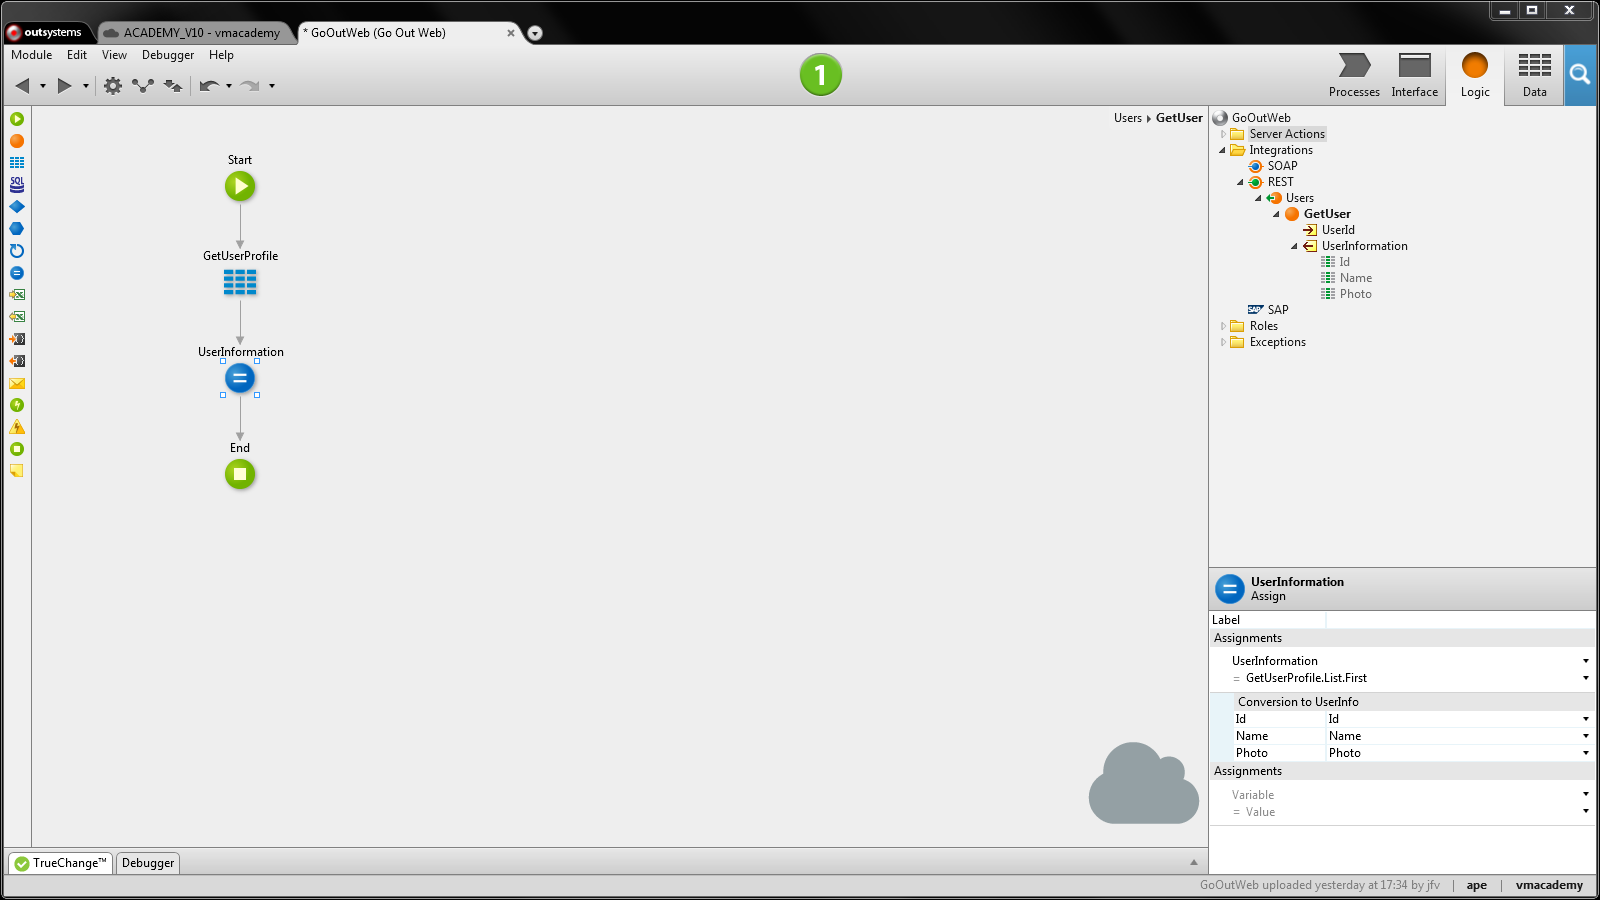 outsystems
ACADEMY_V10 - vmacademy
* GoOutWeb (Go Out Web)
Module Edit View Debugger Help
1
Processes Interface Logic Data
SQL
Users GetUser
Start
GetUserProfile
UserInformation
End
GoOutWeb
Server Actions
Integrations
SOAP
REST
Users
GetUser
UserId
UserInformation
Id
Name
Photo
SAP SAP
Roles
Exceptions
UserInformation
Assign
Label
Assignments
UserInformation
= GetUserProfile.List.First
Conversion to UserInfo
Id Id
Name Name
Photo Photo
Assignments
Variable
= Value
TrueChange™ Debugger
GoOutWeb uploaded yesterday at 17:34 by jfv | ape | vmacademy